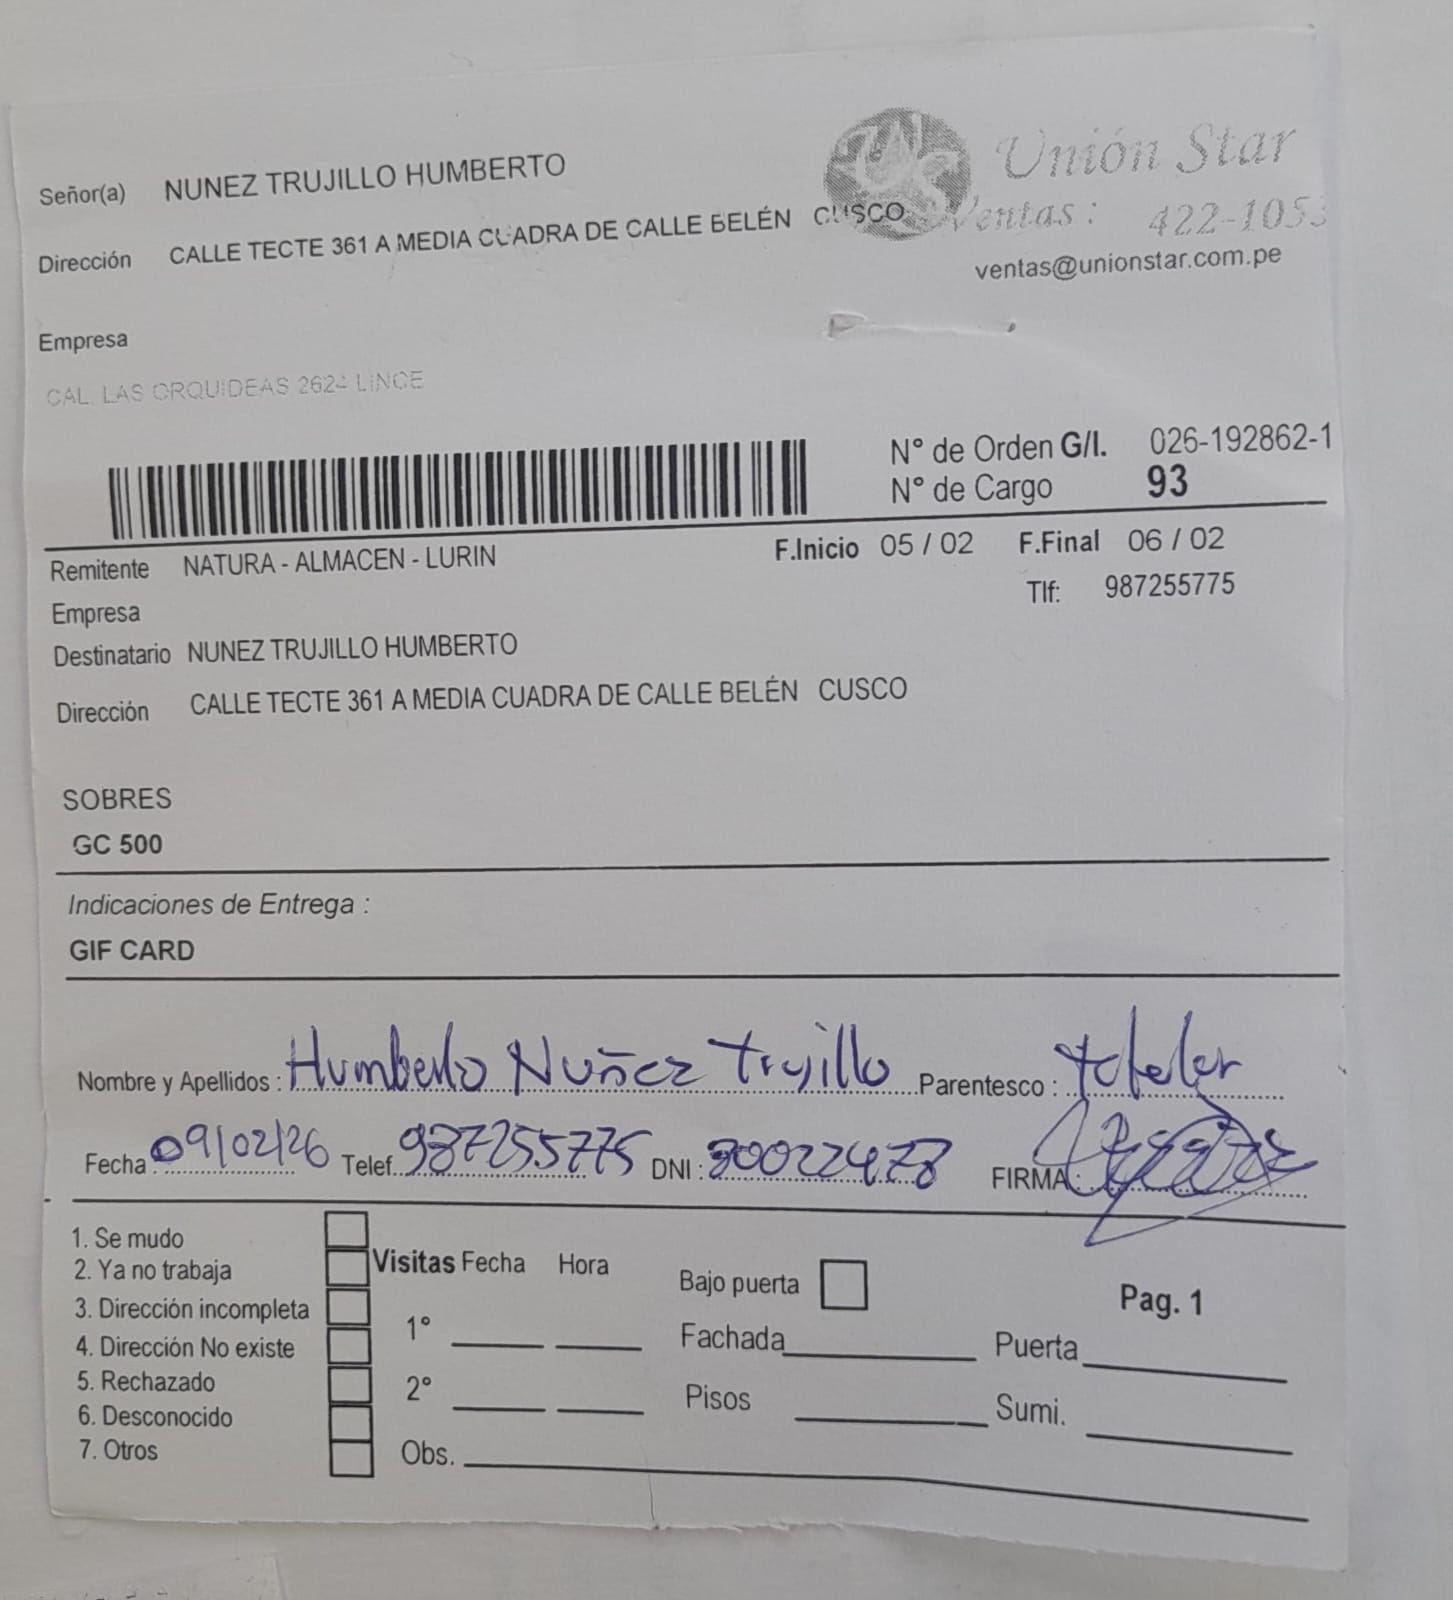 Unión Star
Señor(a) NUNEZ TRUJILLO HUMBERTO
Ventas: 422-1053
Dirección CALLE TECTE 361 A MEDIA CUADRA DE CALLE BELÉN CUSCO
ventas@unionstar.com.pe
Empresa
CAL. LAS ORQUIDEAS 2624 LINCE
N° de Orden G/I. 026-192862-1
N° de Cargo 93
Remitente NATURA - ALMACEN - LURIN F.Inicio 05 / 02 F.Final 06 / 02
Empresa Tlf: 987255775
Destinatario NUNEZ TRUJILLO HUMBERTO
Dirección CALLE TECTE 361 A MEDIA CUADRA DE CALLE BELÉN CUSCO
SOBRES
GC 500
Indicaciones de Entrega :
GIF CARD
Nombre y Apellidos : Humberto Nuñez Trujillo Parentesco :
Fecha 09/02/26 Telef. 987255775 DNI : FIRMA :
1. Se mudo
2. Ya no trabaja Visitas Fecha Hora Bajo puerta Pag. 1
3. Dirección incompleta 1° Fachada Puerta
4. Dirección No existe
5. Rechazado 2° Pisos Sumi.
6. Desconocido
7. Otros Obs.